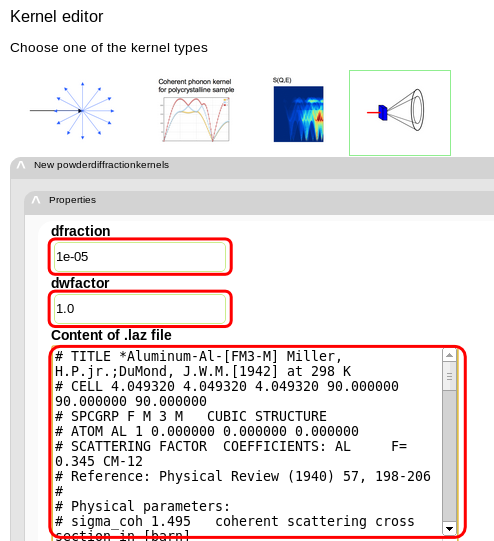 Kernel editor
Choose one of the kernel types
Coherent phonon kernel
for polycrystalline sample
S(Q,E)
New powderdiffractionkernels
Properties
dfraction
1e-05
dwfactor
1.0
Content of .laz file
# TITLE *Aluminum-Al-[FM3-M] Miller,
H.P.jr.;DuMond, J.W.M.[1942] at 298 K
# CELL 4.049320 4.049320 4.049320 90.000000
90.000000 90.000000
# SPCGRP F M 3 M   CUBIC STRUCTURE
# ATOM AL 1 0.000000 0.000000 0.000000
# SCATTERING FACTOR  COEFFICIENTS: AL     F=
0.345 CM-12
# Reference: Physical Review (1940) 57, 198-206
#
# Physical parameters:
# sigma_coh 1.495   coherent scattering cross
section in [barn]